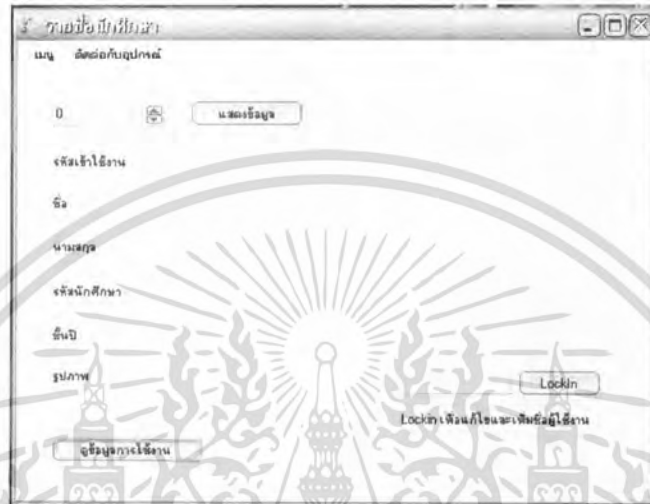 รายชื่อนักศึกษา
เมนู ติดต่อกับอุปกรณ์
0 แสดงข้อมูล
รหัสเข้าใช้งาน
ชื่อ
นามสกุล
รหัสนักศึกษา
ชั้นปี
รูปภาพ
LockIn
LockIn เพื่อแก้ไขและเพิ่มชื่อผู้ใช้งาน
ดูข้อมูลการใช้งาน